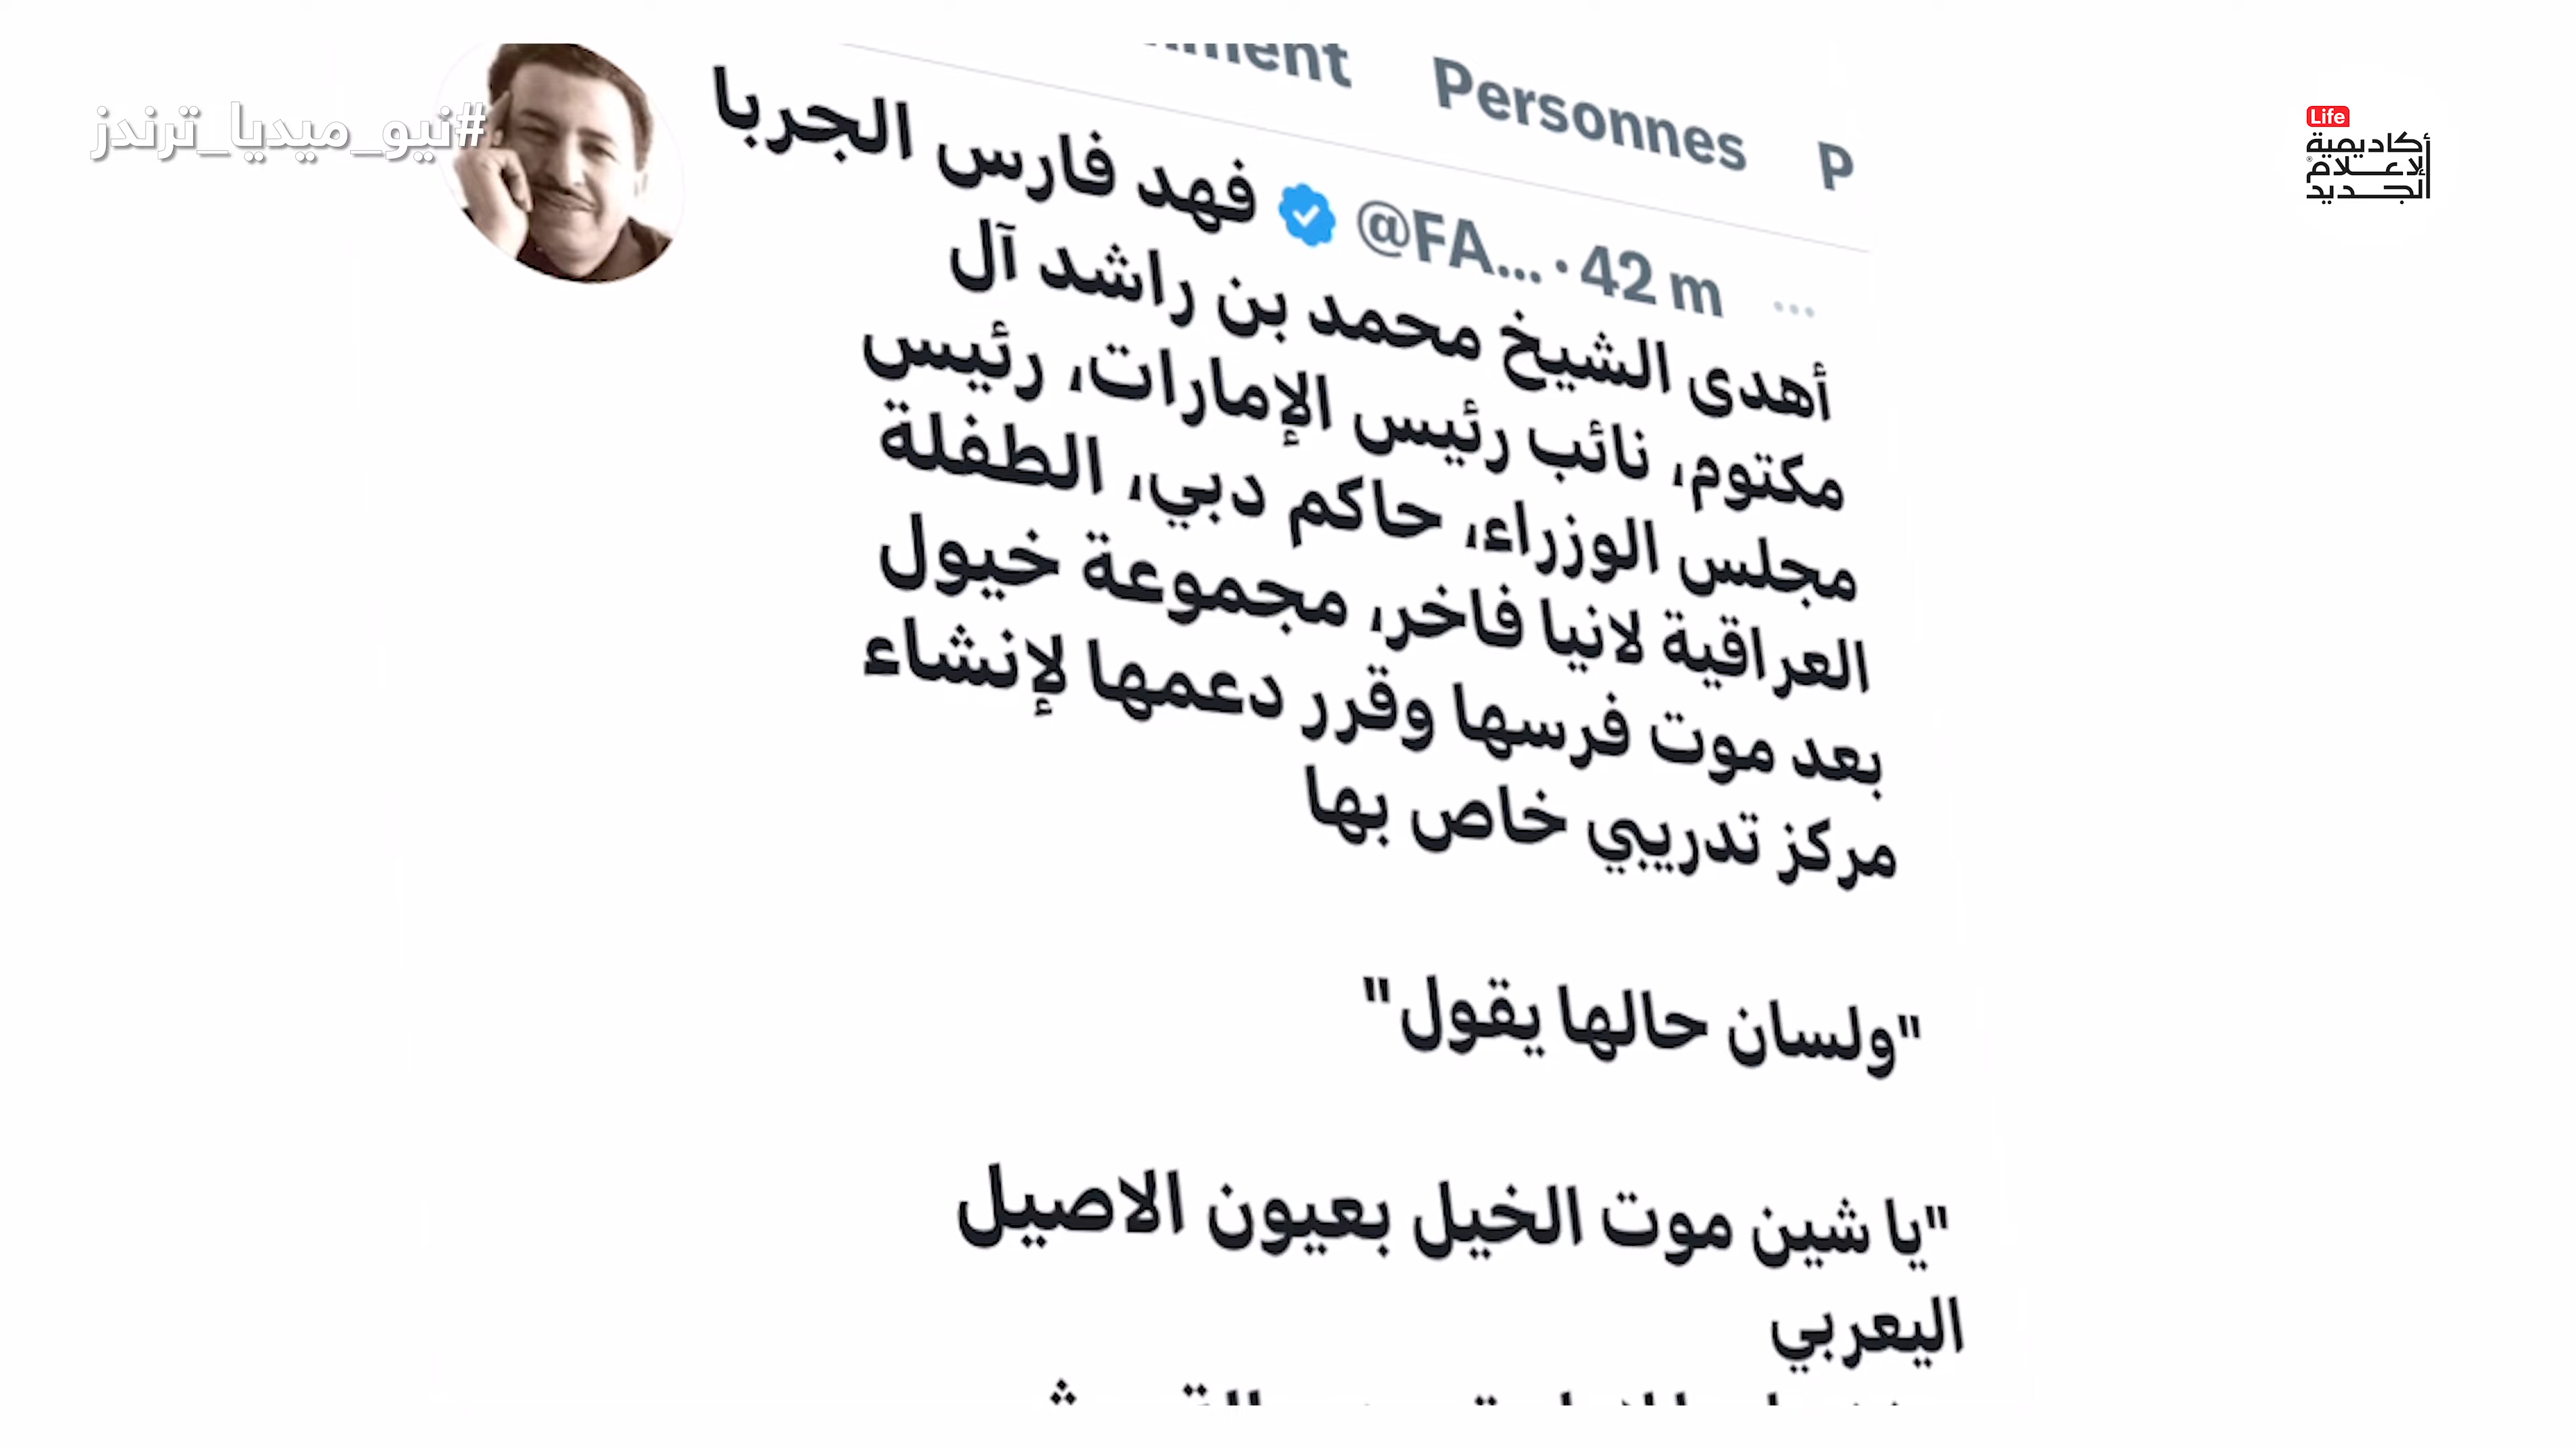 #نيو_ميديا_ترندز
Life
أكاديمية
الإعلام
الجديد
Personnes P
فهد فارس الجربا @FA... · 42 m ...
أهدى الشيخ محمد بن راشد آل
مكتوم، نائب رئيس الإمارات، رئيس
مجلس الوزراء، حاكم دبي، الطفلة
العراقية لانيا فاخر، مجموعة خيول
بعد موت فرسها وقرر دعمها لإنشاء
مركز تدريبي خاص بها
"ولسان حالها يقول"
"يا شين موت الخيل بعيون الاصيل
اليعربي